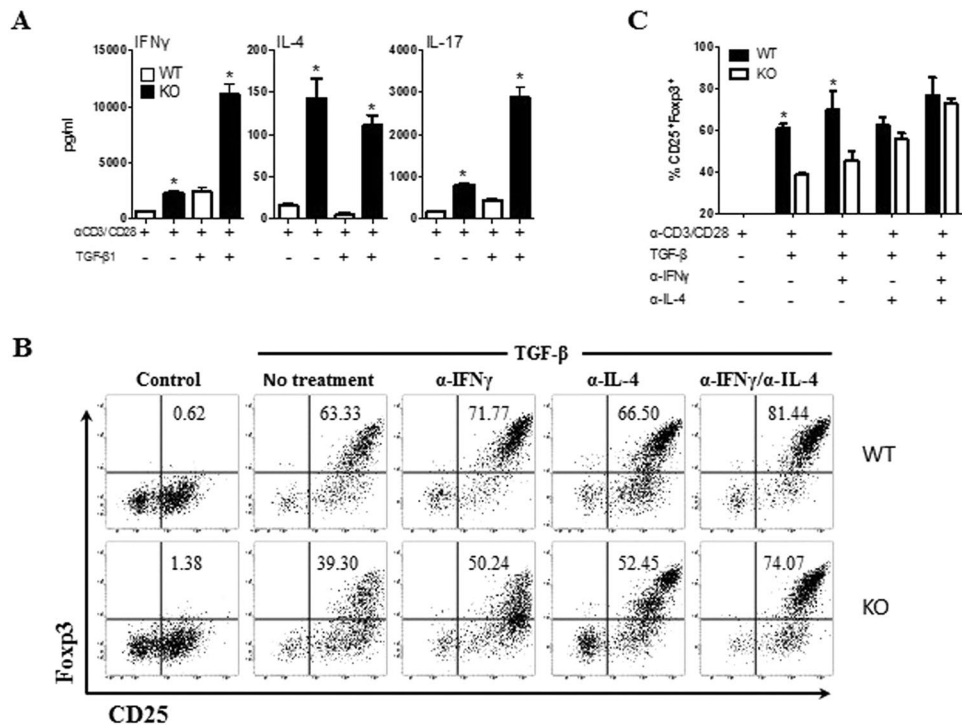 A
IFNγ
IL-4
IL-17
WT
KO
pg/ml
15000
10000
5000
0
200
150
100
50
0
4000
3000
2000
1000
0
* * * * * *
αCD3/CD28 + + + + + + + + + + + +
TGF-β1 - - + + - - + + - - + +
C
WT
KO
% CD25+Foxp3+
100
80
60
40
20
* *
α-CD3/CD28 + + + + +
TGF-β - + + + +
α-IFNγ - - + - +
α-IL-4 - - - + +
B
TGF-β
Control No treatment α-IFNγ α-IL-4 α-IFNγ/α-IL-4
0.62 63.33 71.77 66.50 81.44
WT
1.38 39.30 50.24 52.45 74.07
KO
Foxp3
CD25